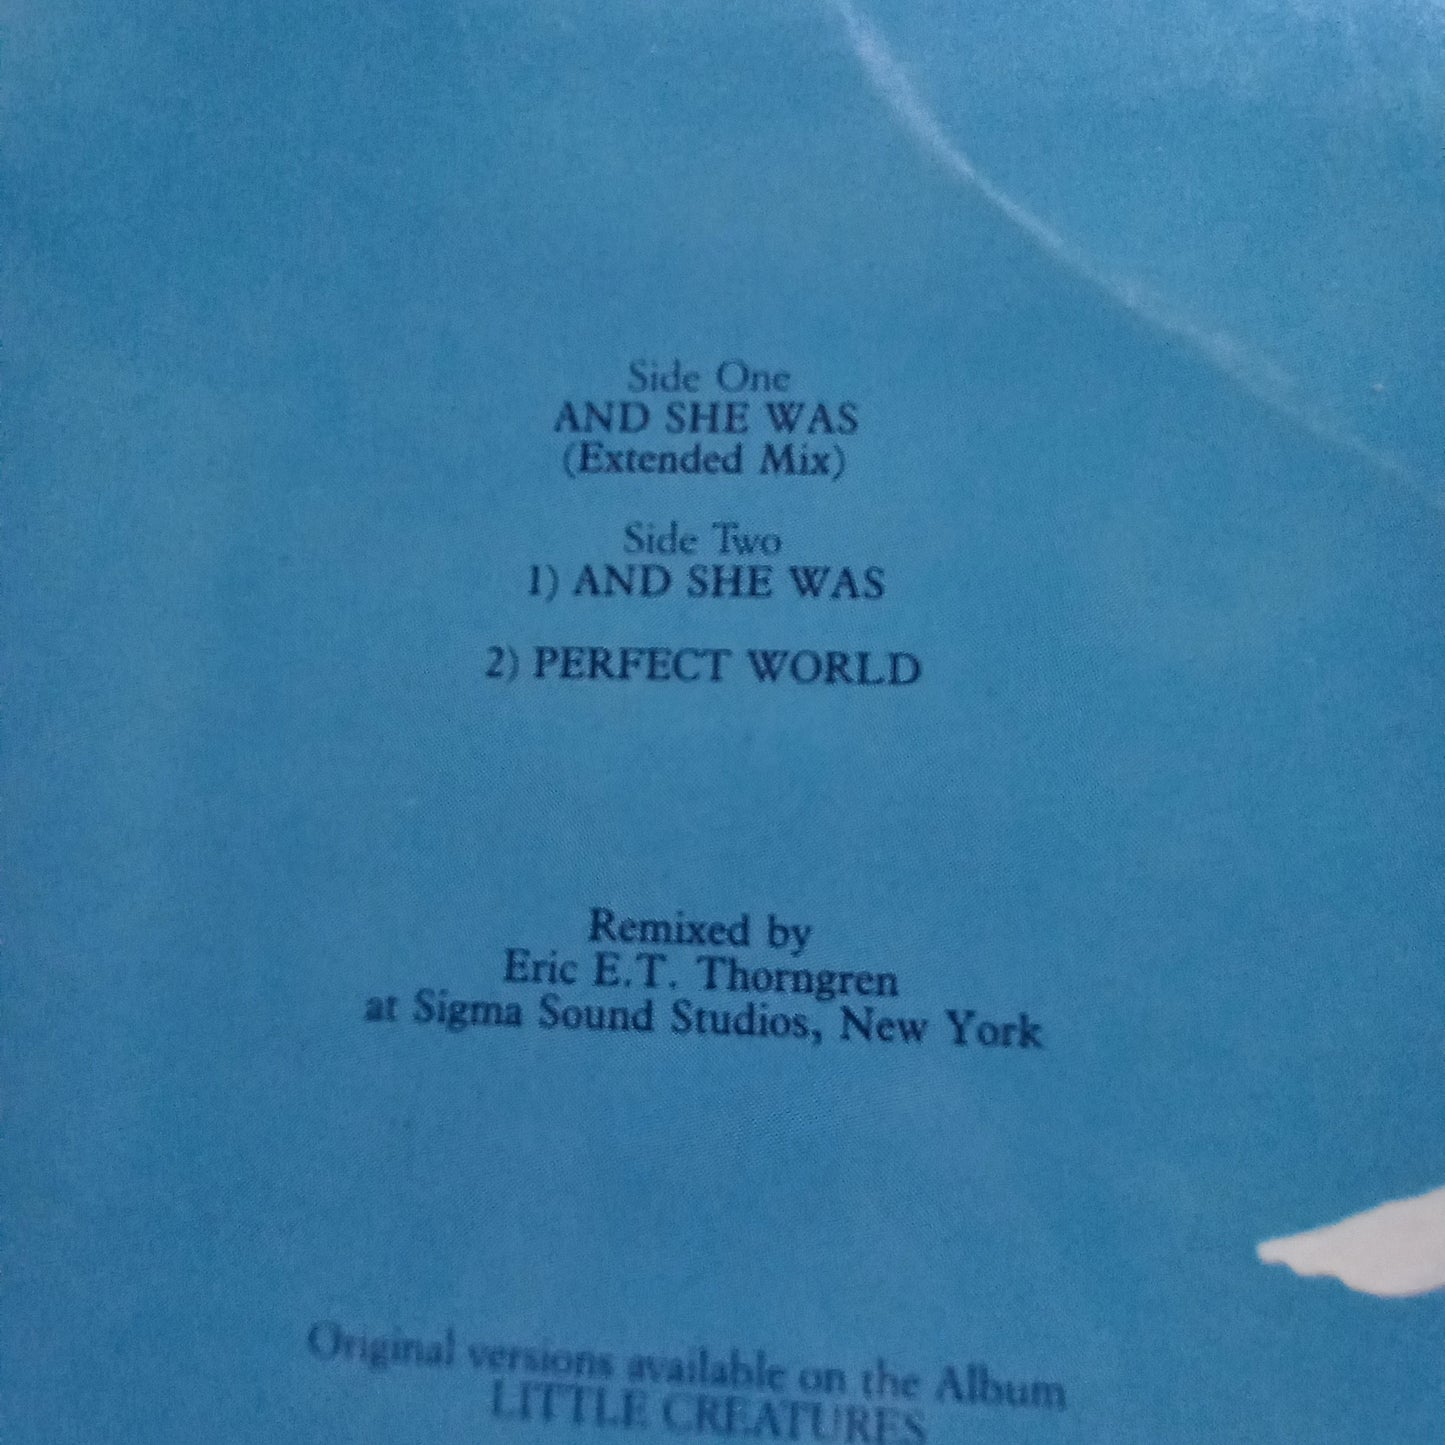 Side One
AND SHE WAS
(Extended Mix)
Side Two
1) AND SHE WAS
2) PERFECT WORLD
Remixed by
Eric E.T. Thorngren
at Sigma Sound Studios, New York
Original versions available on the Album
LITTLE CREATURES